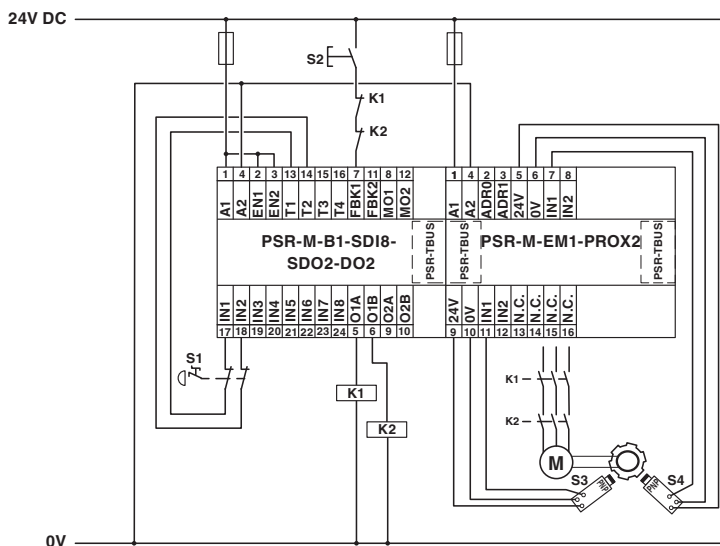 24V DC
S2
K1
K2
1 4 2 3 13 14 15 16 7 11 8 12
A1 A2 EN1 EN2 T1 T2 T3 T4 FBK1 FBK2 MO1 MO2
1 4 2 3 5 6 7 8
A1 A2 ADR0 ADR1 24V 0V IN1 IN2
PSR-M-B1-SDI8-
SDO2-DO2
PSR-TBUS
PSR-TBUS
PSR-M-EM1-PROX2
PSR-TBUS
IN1 IN2 IN3 IN4 IN5 IN6 IN7 IN8 O1A O1B O2A O2B
17 18 19 20 21 22 23 24 5 6 9 10
24V 0V IN1 IN2 N.C. N.C. N.C. N.C.
9 10 11 12 13 14 15 16
S1
K1
K2
K1
K2
M
S3
PNP
S4
PNP
0V